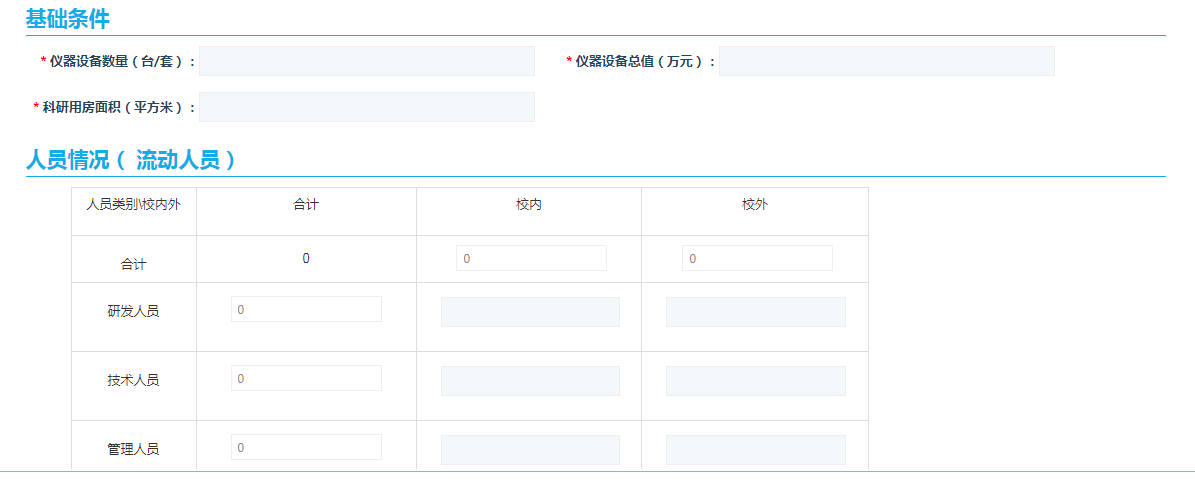 基础条件
* 仪器设备数量（台/套）： * 仪器设备总值（万元）：
* 科研用房面积（平方米）：
人员情况（ 流动人员）
人员类别\校内外 合计 校内 校外
合计 0 0 0
研发人员 0
技术人员 0
管理人员 0